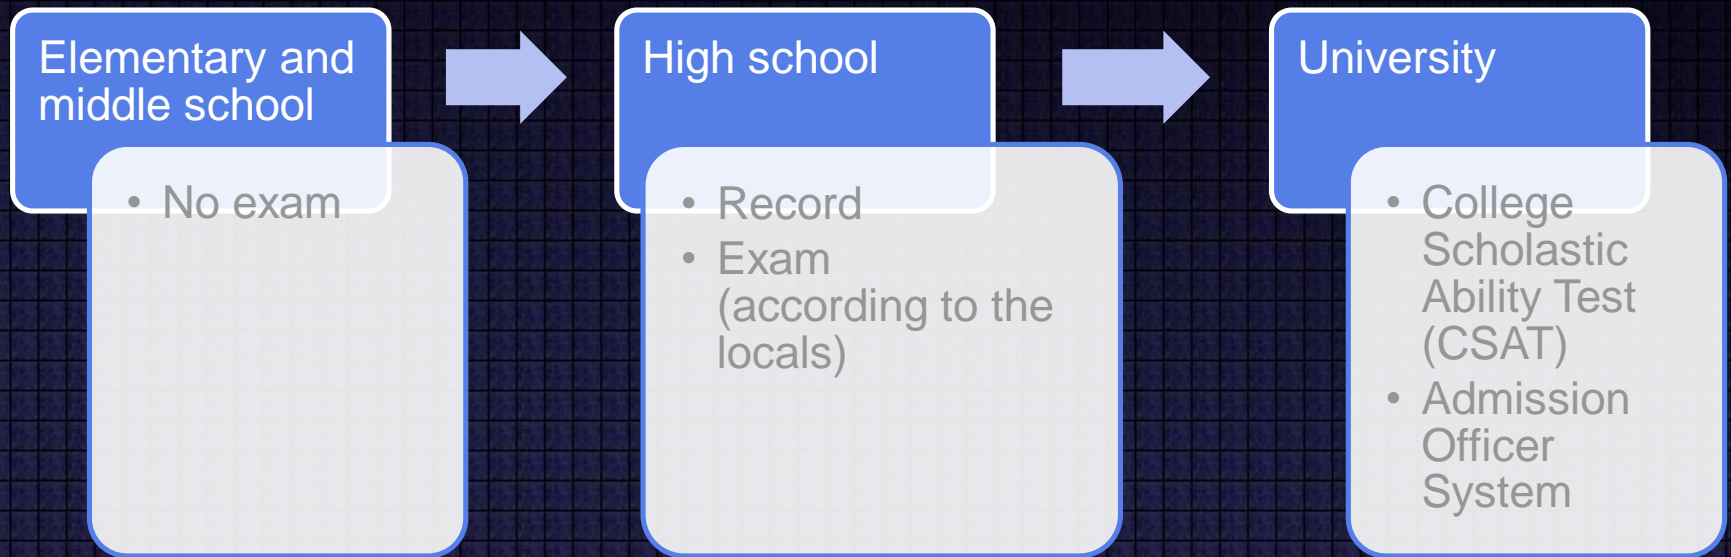 Elementary and
middle school
• No exam
High school
• Record
• Exam
(according to the
locals)
University
• College
Scholastic
Ability Test
(CSAT)
• Admission
Officer
System